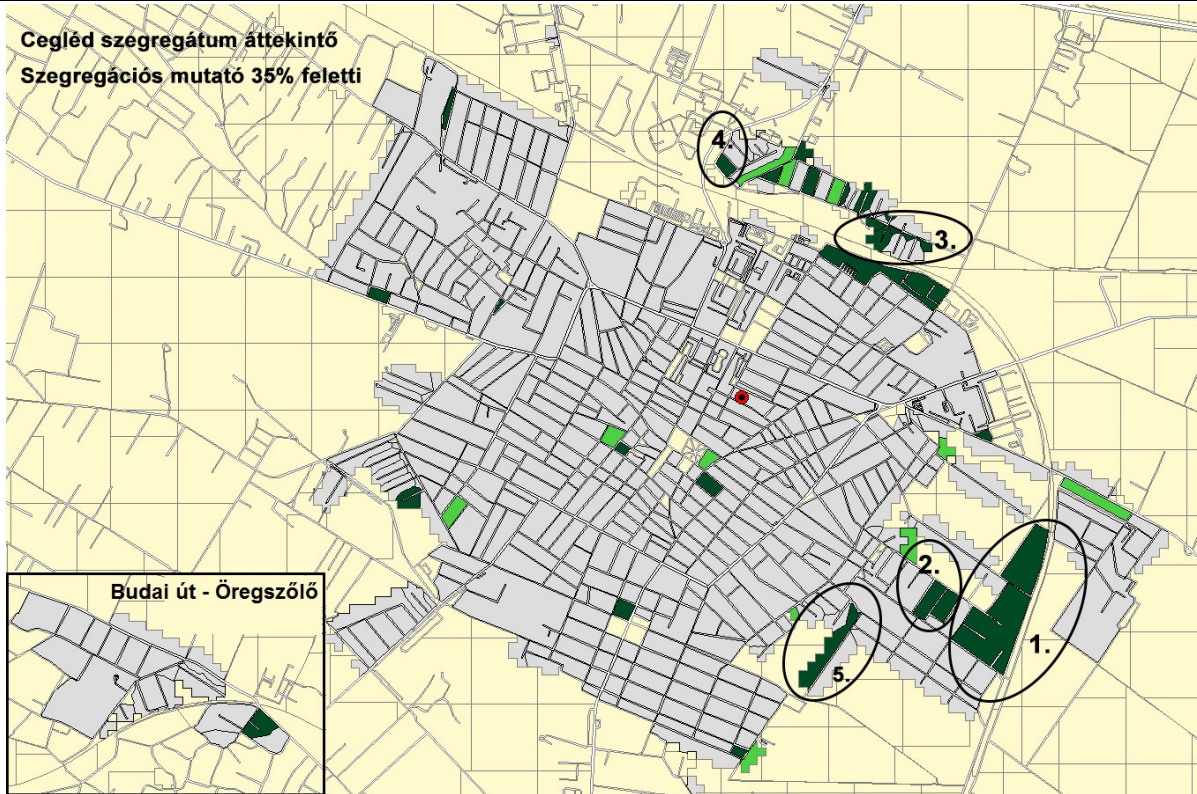 Cegléd szegregátum áttekintő
Szegregációs mutató 35% feletti
4.
3.
2.
1.
5.
Budai út - Öregszőlő